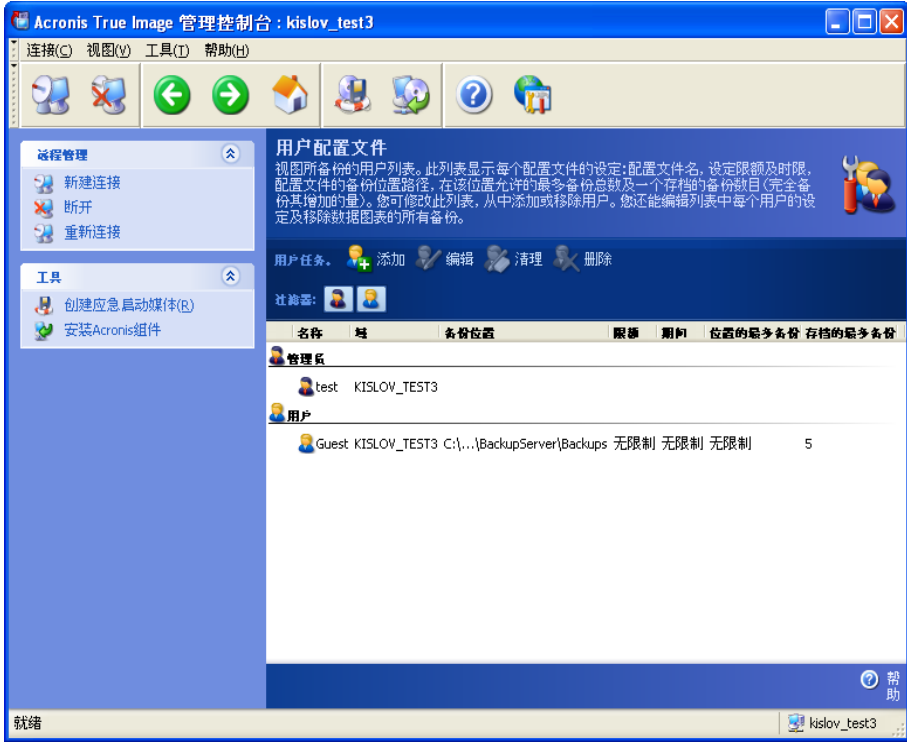 Acronis True Image 管理控制台 : kislov_test3
连接(C) 视图(V) 工具(T) 帮助(H)
远程管理
新建连接
断开
重新连接
工具
创建应急启动媒体(R)
安装Acronis组件
用户配置文件
视图所备份的用户列表。此列表显示每个配置文件的设定:配置文件名, 设定限额及时限,
配置文件的备份位置路径, 在该位置允许的最多备份总数及一个存档的备份数目(完全备
份其增加的量)。您可修改此列表, 从中添加或移除用户。您还能编辑列表中每个用户的设
定及移除数据图表的所有备份。
用户任务. 添加 编辑 清理 删除
过滤器:
名称 域 备份位置 限额 期间 位置的最多备份 存档的最多备份
管理员
test KISLOV_TEST3
用户
Guest KISLOV_TEST3 C:\...\BackupServer\Backups 无限制 无限制 无限制 5
帮
助
就绪 kislov_test3